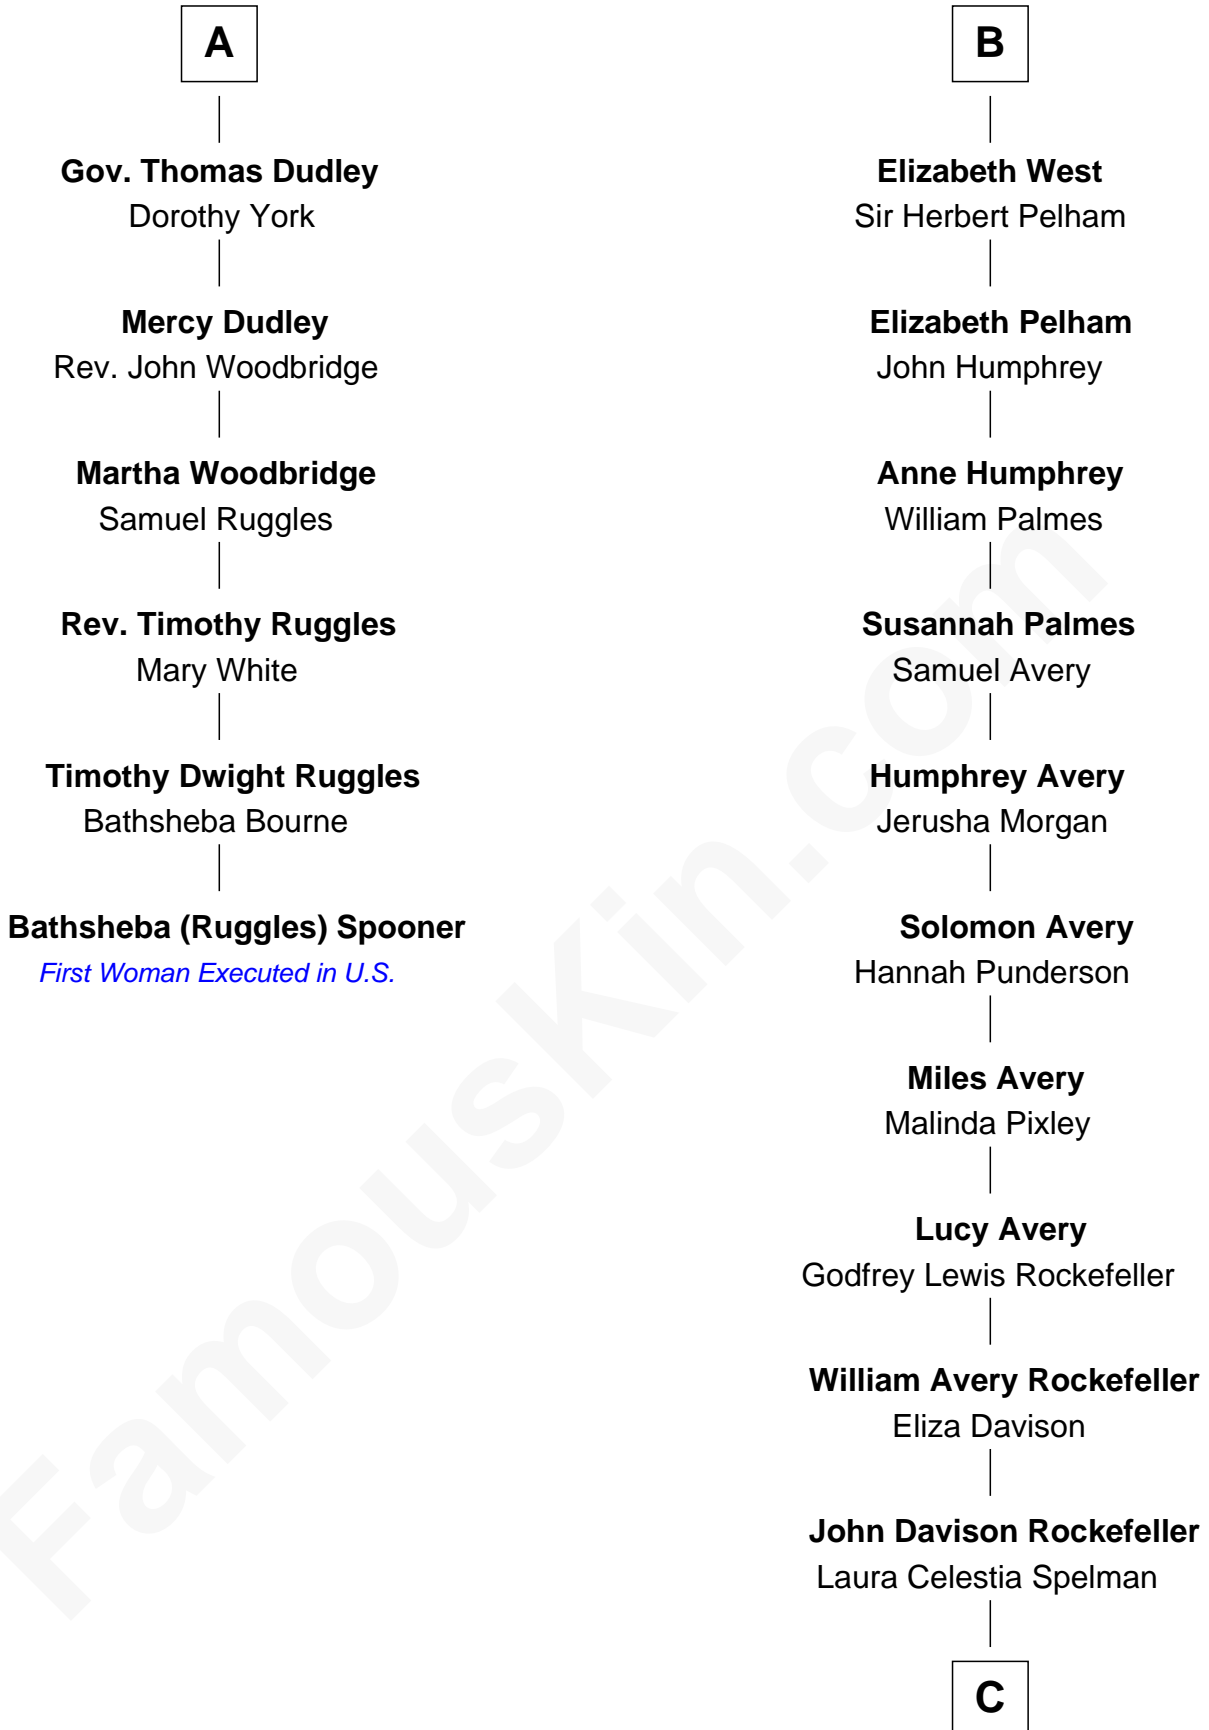 A
Gov. Thomas Dudley
Dorothy York
Mercy Dudley
Rev. John Woodbridge
Martha Woodbridge
Samuel Ruggles
Rev. Timothy Ruggles
Mary White
Timothy Dwight Ruggles
Bathsheba Bourne
Bathsheba (Ruggles) Spooner
First Woman Executed in U.S.
B
Elizabeth West
Sir Herbert Pelham
Elizabeth Pelham
John Humphrey
Anne Humphrey
William Palmes
Susannah Palmes
Samuel Avery
Humphrey Avery
Jerusha Morgan
Solomon Avery
Hannah Punderson
Miles Avery
Malinda Pixley
Lucy Avery
Godfrey Lewis Rockefeller
William Avery Rockefeller
Eliza Davison
John Davison Rockefeller
Laura Celestia Spelman
C
FamousKin.com